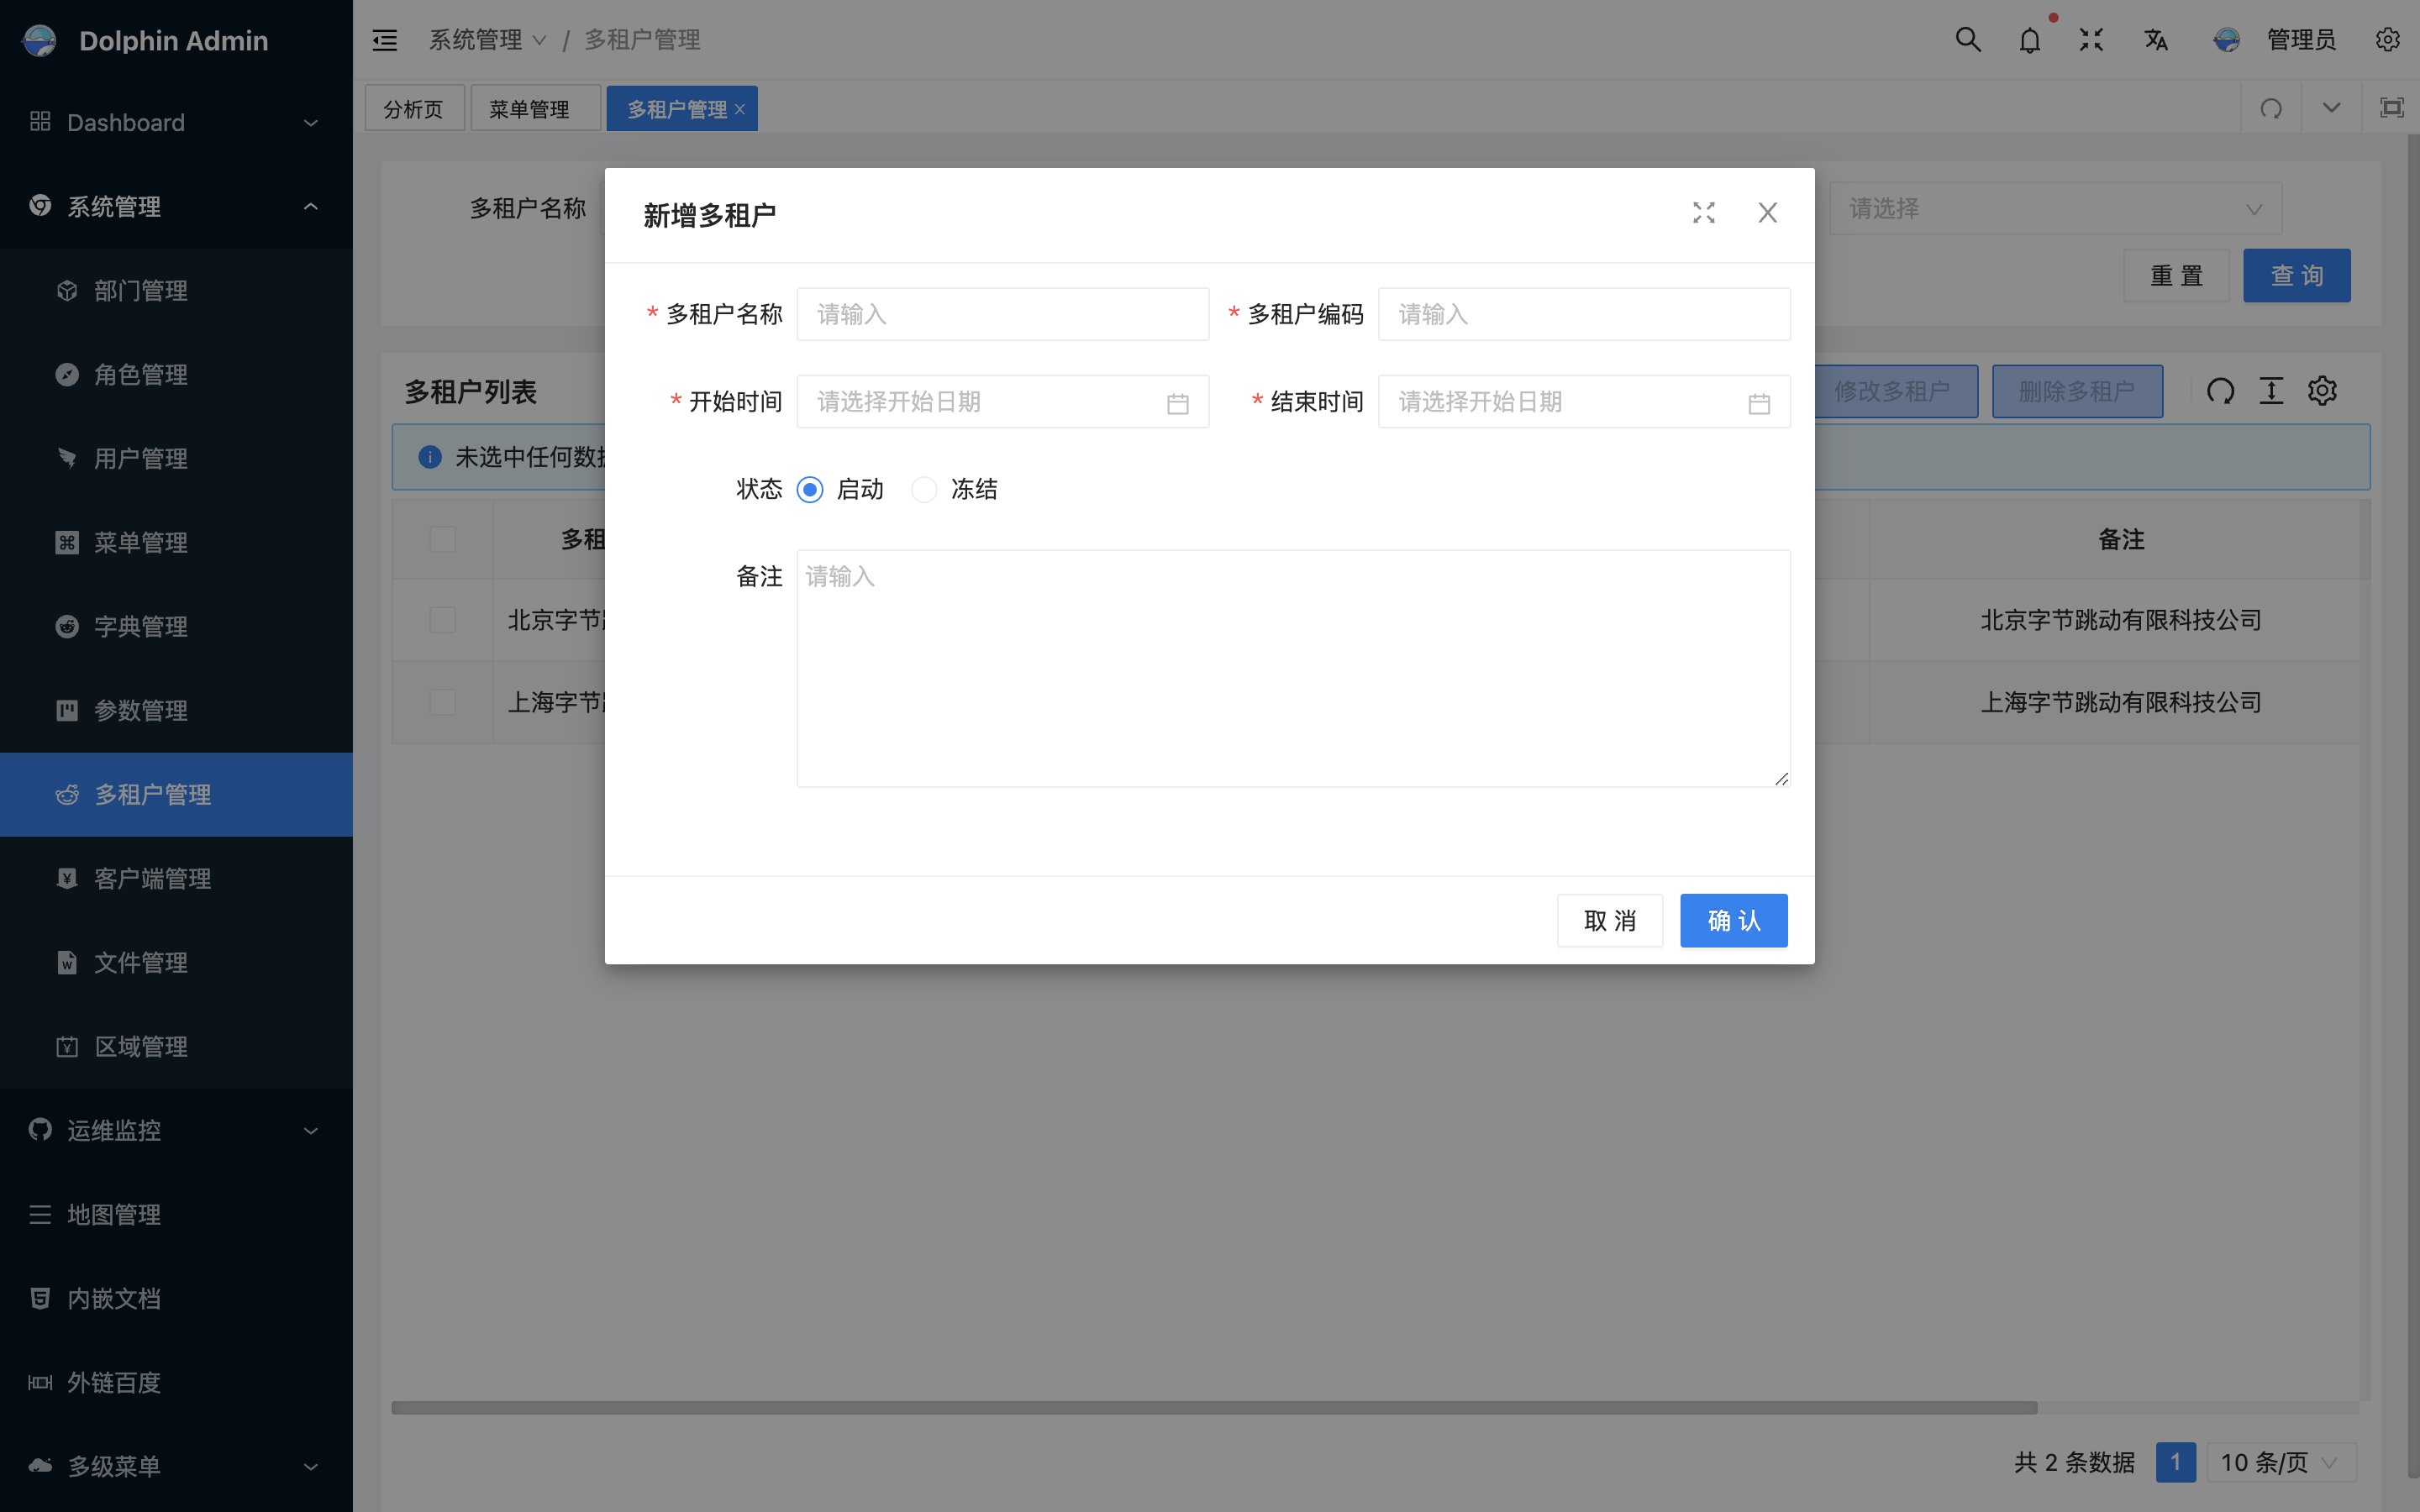 Dolphin Admin
系统管理 / 多租户管理
管理员
分析页
菜单管理
多租户管理
Dashboard
系统管理
部门管理
角色管理
用户管理
菜单管理
字典管理
参数管理
多租户管理
客户端管理
文件管理
区域管理
运维监控
地图管理
内嵌文档
外链百度
多级菜单
多租户名称
请选择
重 置
查 询
多租户列表
修改多租户
删除多租户
未选中任何数
多租
备注
北京字节
北京字节跳动有限科技公司
上海字节
上海字节跳动有限科技公司
共 2 条数据
1
10 条/页
新增多租户
* 多租户名称 请输入
* 多租户编码 请输入
* 开始时间 请选择开始日期
* 结束时间 请选择开始日期
状态 启动 冻结
备注 请输入
取 消
确 认